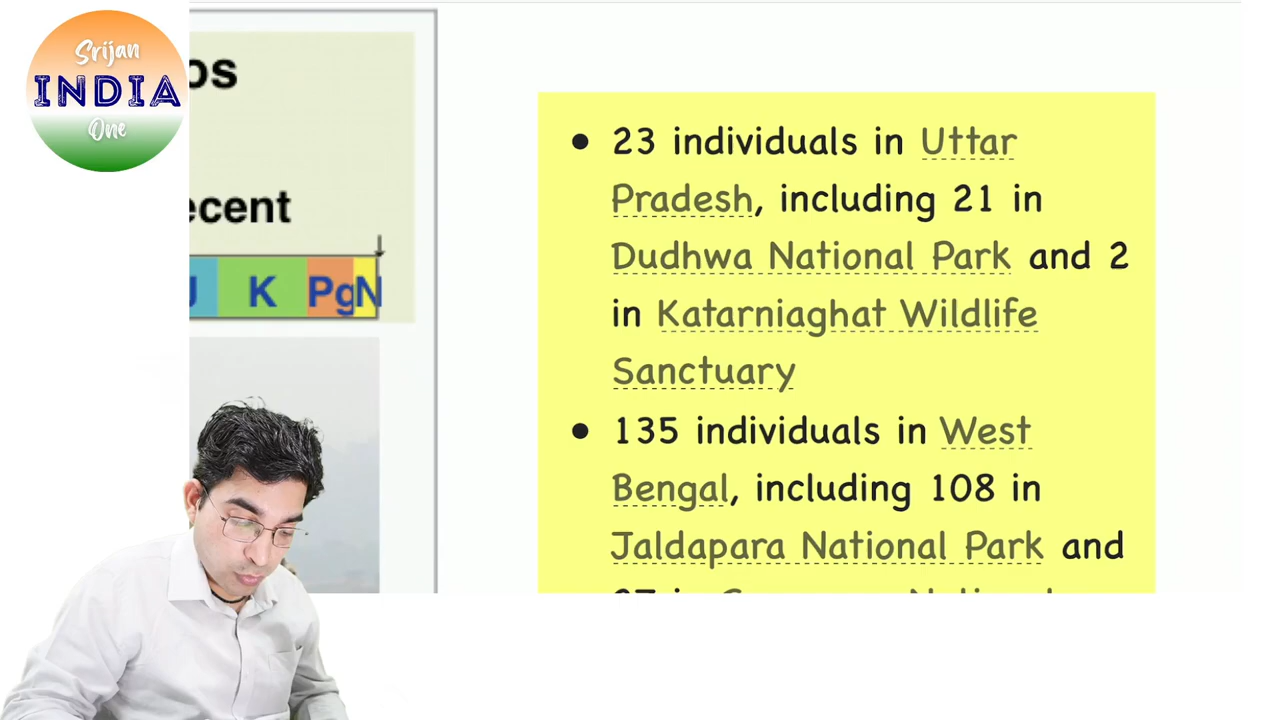 Srijan
INDIA
One
os
ecent
K
Pg
N
• 23 individuals in Uttar
Pradesh, including 21 in
Dudhwa National Park and 2
in Katarniaghat Wildlife
Sanctuary
• 135 individuals in West
Bengal, including 108 in
Jaldapara National Park and